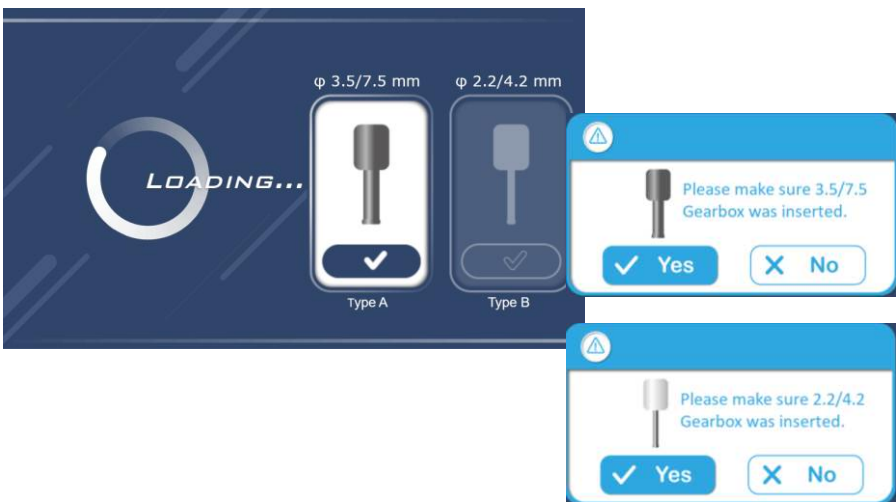 φ 3.5/7.5 mm
φ 2.2/4.2 mm
LOADING...
Type A
Type B
Please make sure 3.5/7.5
Gearbox was inserted.
Yes
No
Please make sure 2.2/4.2
Gearbox was inserted.
Yes
No